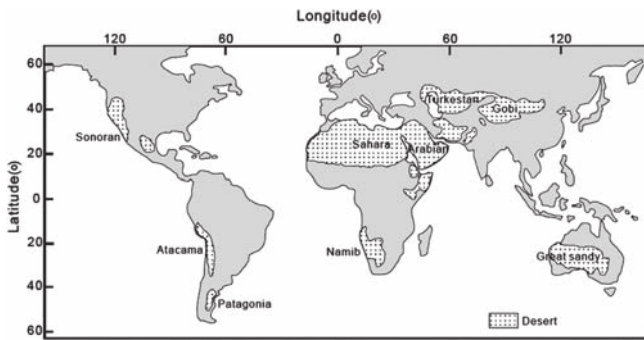 Longitude(o)
120 60 0 60 120
Latitude(o)
60
40
20
0
20
40
60
Turkestan
Gobi
Sonoran
Sahara
Arabian
Atacama
Namib
Great sandy
Patagonia
Desert